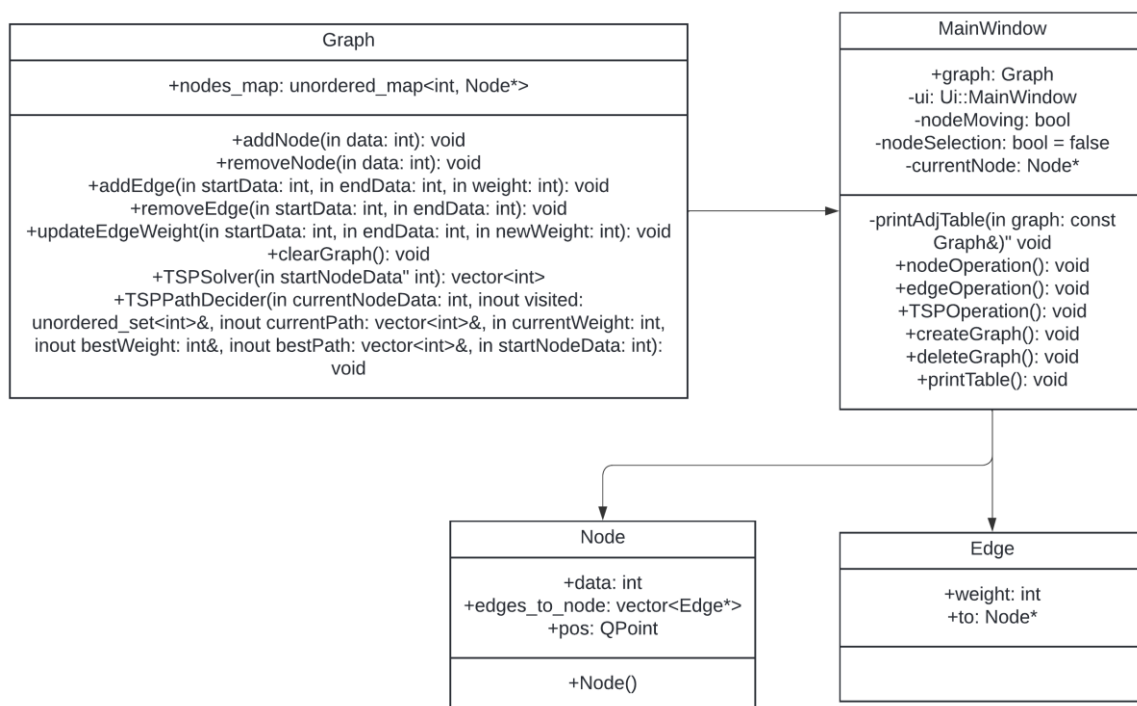 Graph
+nodes_map: unordered_map<int, Node*>
+addNode(in data: int): void
+removeNode(in data: int): void
+addEdge(in startData: int, in endData: int, in weight: int): void
+removeEdge(in startData: int, in endData: int): void
+updateEdgeWeight(in startData: int, in endData: int, in newWeight: int): void
+clearGraph(): void
+TSPSolver(in startNodeData" int): vector<int>
+TSPPathDecider(in currentNodeData: int, inout visited:
unordered_set<int>&, inout currentPath: vector<int>&, in currentWeight: int,
inout bestWeight: int&, inout bestPath: vector<int>&, in startNodeData: int):
void
MainWindow
+graph: Graph
-ui: Ui::MainWindow
-nodeMoving: bool
-nodeSelection: bool = false
-currentNode: Node*
-printAdjTable(in graph: const
Graph&)" void
+nodeOperation(): void
+edgeOperation(): void
+TSPOperation(): void
+createGraph(): void
+deleteGraph(): void
+printTable(): void
Node
+data: int
+edges_to_node: vector<Edge*>
+pos: QPoint
+Node()
Edge
+weight: int
+to: Node*